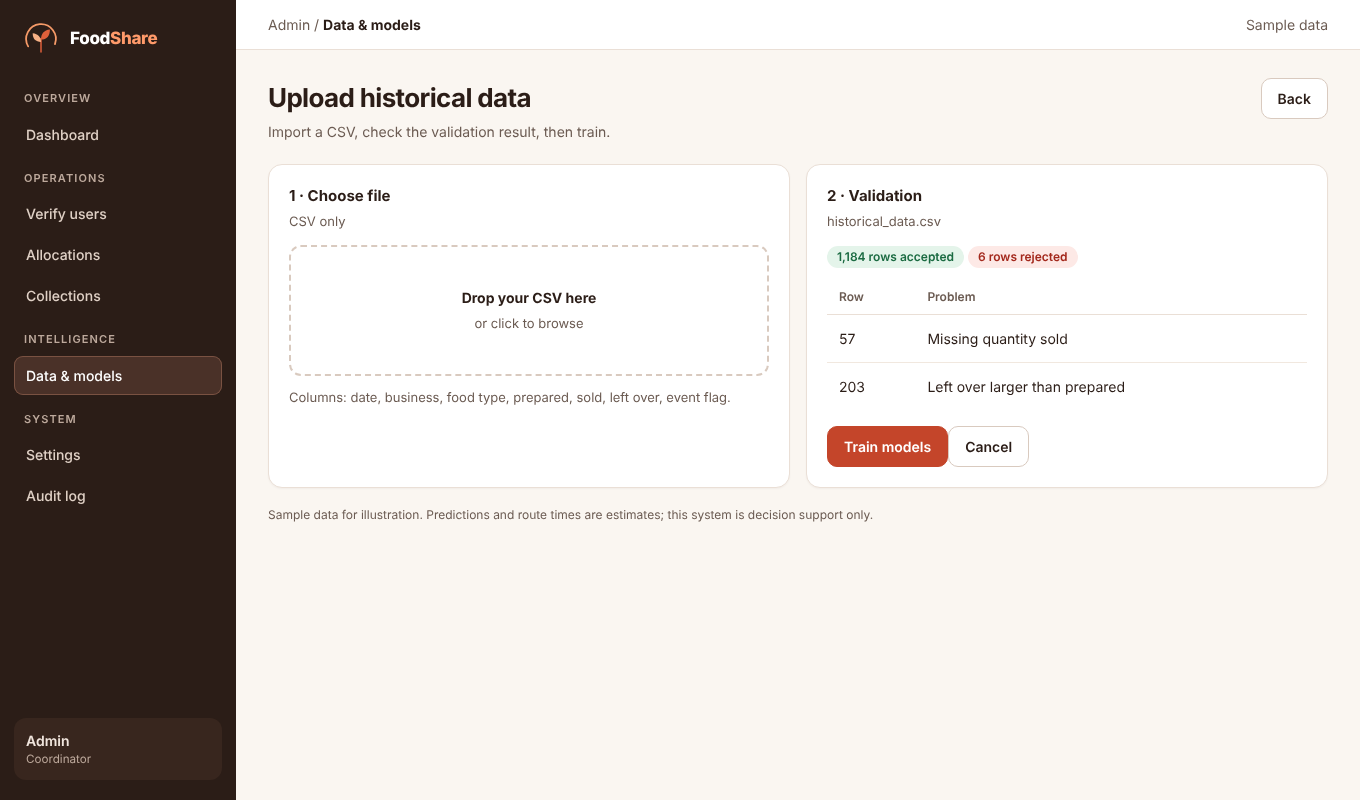 FoodShare
OVERVIEW
Dashboard
OPERATIONS
Verify users
Allocations
Collections
INTELLIGENCE
Data & models
SYSTEM
Settings
Audit log
Admin
Coordinator
Admin / Data & models
Sample data
Upload historical data
Back
Import a CSV, check the validation result, then train.
1 · Choose file
CSV only
Drop your CSV here
or click to browse
Columns: date, business, food type, prepared, sold, left over, event flag.
2 · Validation
historical_data.csv
1,184 rows accepted 6 rows rejected
Row Problem
57 Missing quantity sold
203 Left over larger than prepared
Train models Cancel
Sample data for illustration. Predictions and route times are estimates; this system is decision support only.